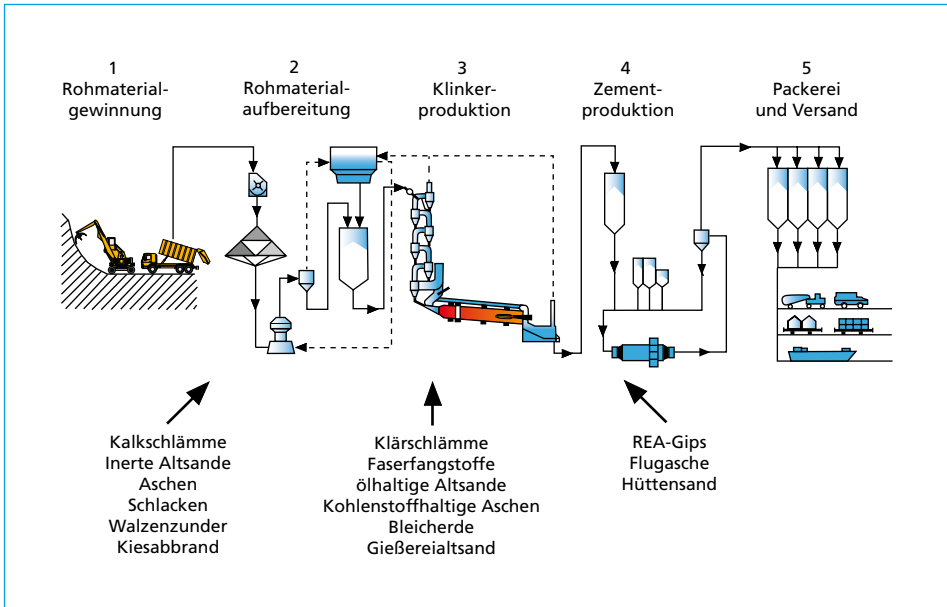 1
Rohmaterial-
gewinnung
2
Rohmaterial-
aufbereitung
3
Klinker-
produktion
4
Zement-
produktion
5
Packerei
und Versand
Kalkschlämme
Inerte Altsande
Aschen
Schlacken
Walzenzunder
Kiesabbrand
Klärschlämme
Faserfangstoffe
ölhaltige Altsande
Kohlenstoffhaltige Aschen
Bleicherde
Gießereialtsand
REA-Gips
Flugasche
Hüttensand